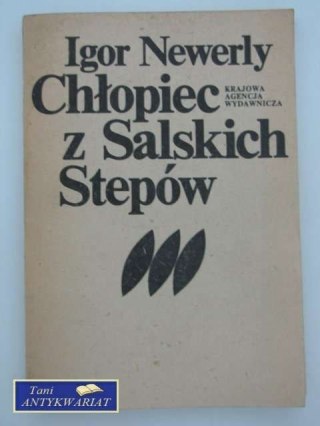 Igor Newerly
Chłopiec
KRAJOWA
AGENCJA
WYDAWNICZA
z Salskich
Stepów
Tani
ANTYKWARIAT